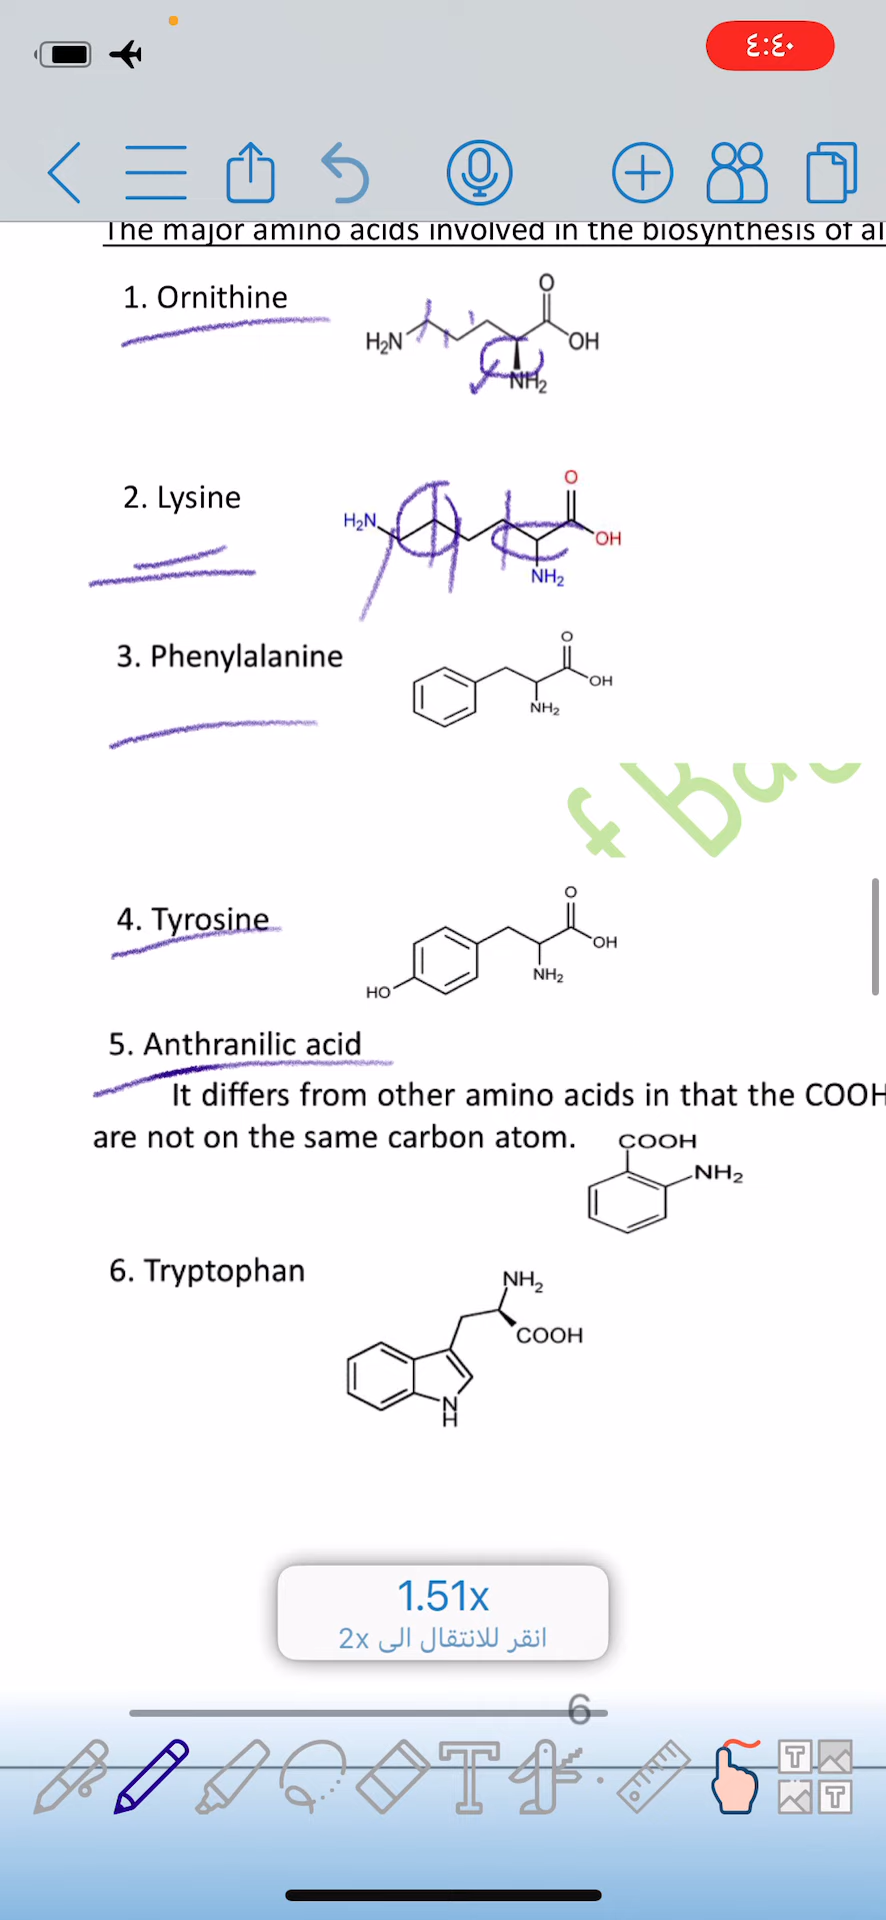 ٤:٤٠
The major amino acids involved in the biosynthesis of al
1. Ornithine
O
H₂N
OH
NH₂
2. Lysine
O
H₂N
OH
NH₂
3. Phenylalanine
O
OH
NH₂
f Ba
4. Tyrosine
O
OH
NH₂
HO
5. Anthranilic acid
It differs from other amino acids in that the COOH
are not on the same carbon atom.
COOH
NH₂
6. Tryptophan
NH₂
COOH
N
H
1.51x
انقر للانتقال الى 2x
6
T
T
T